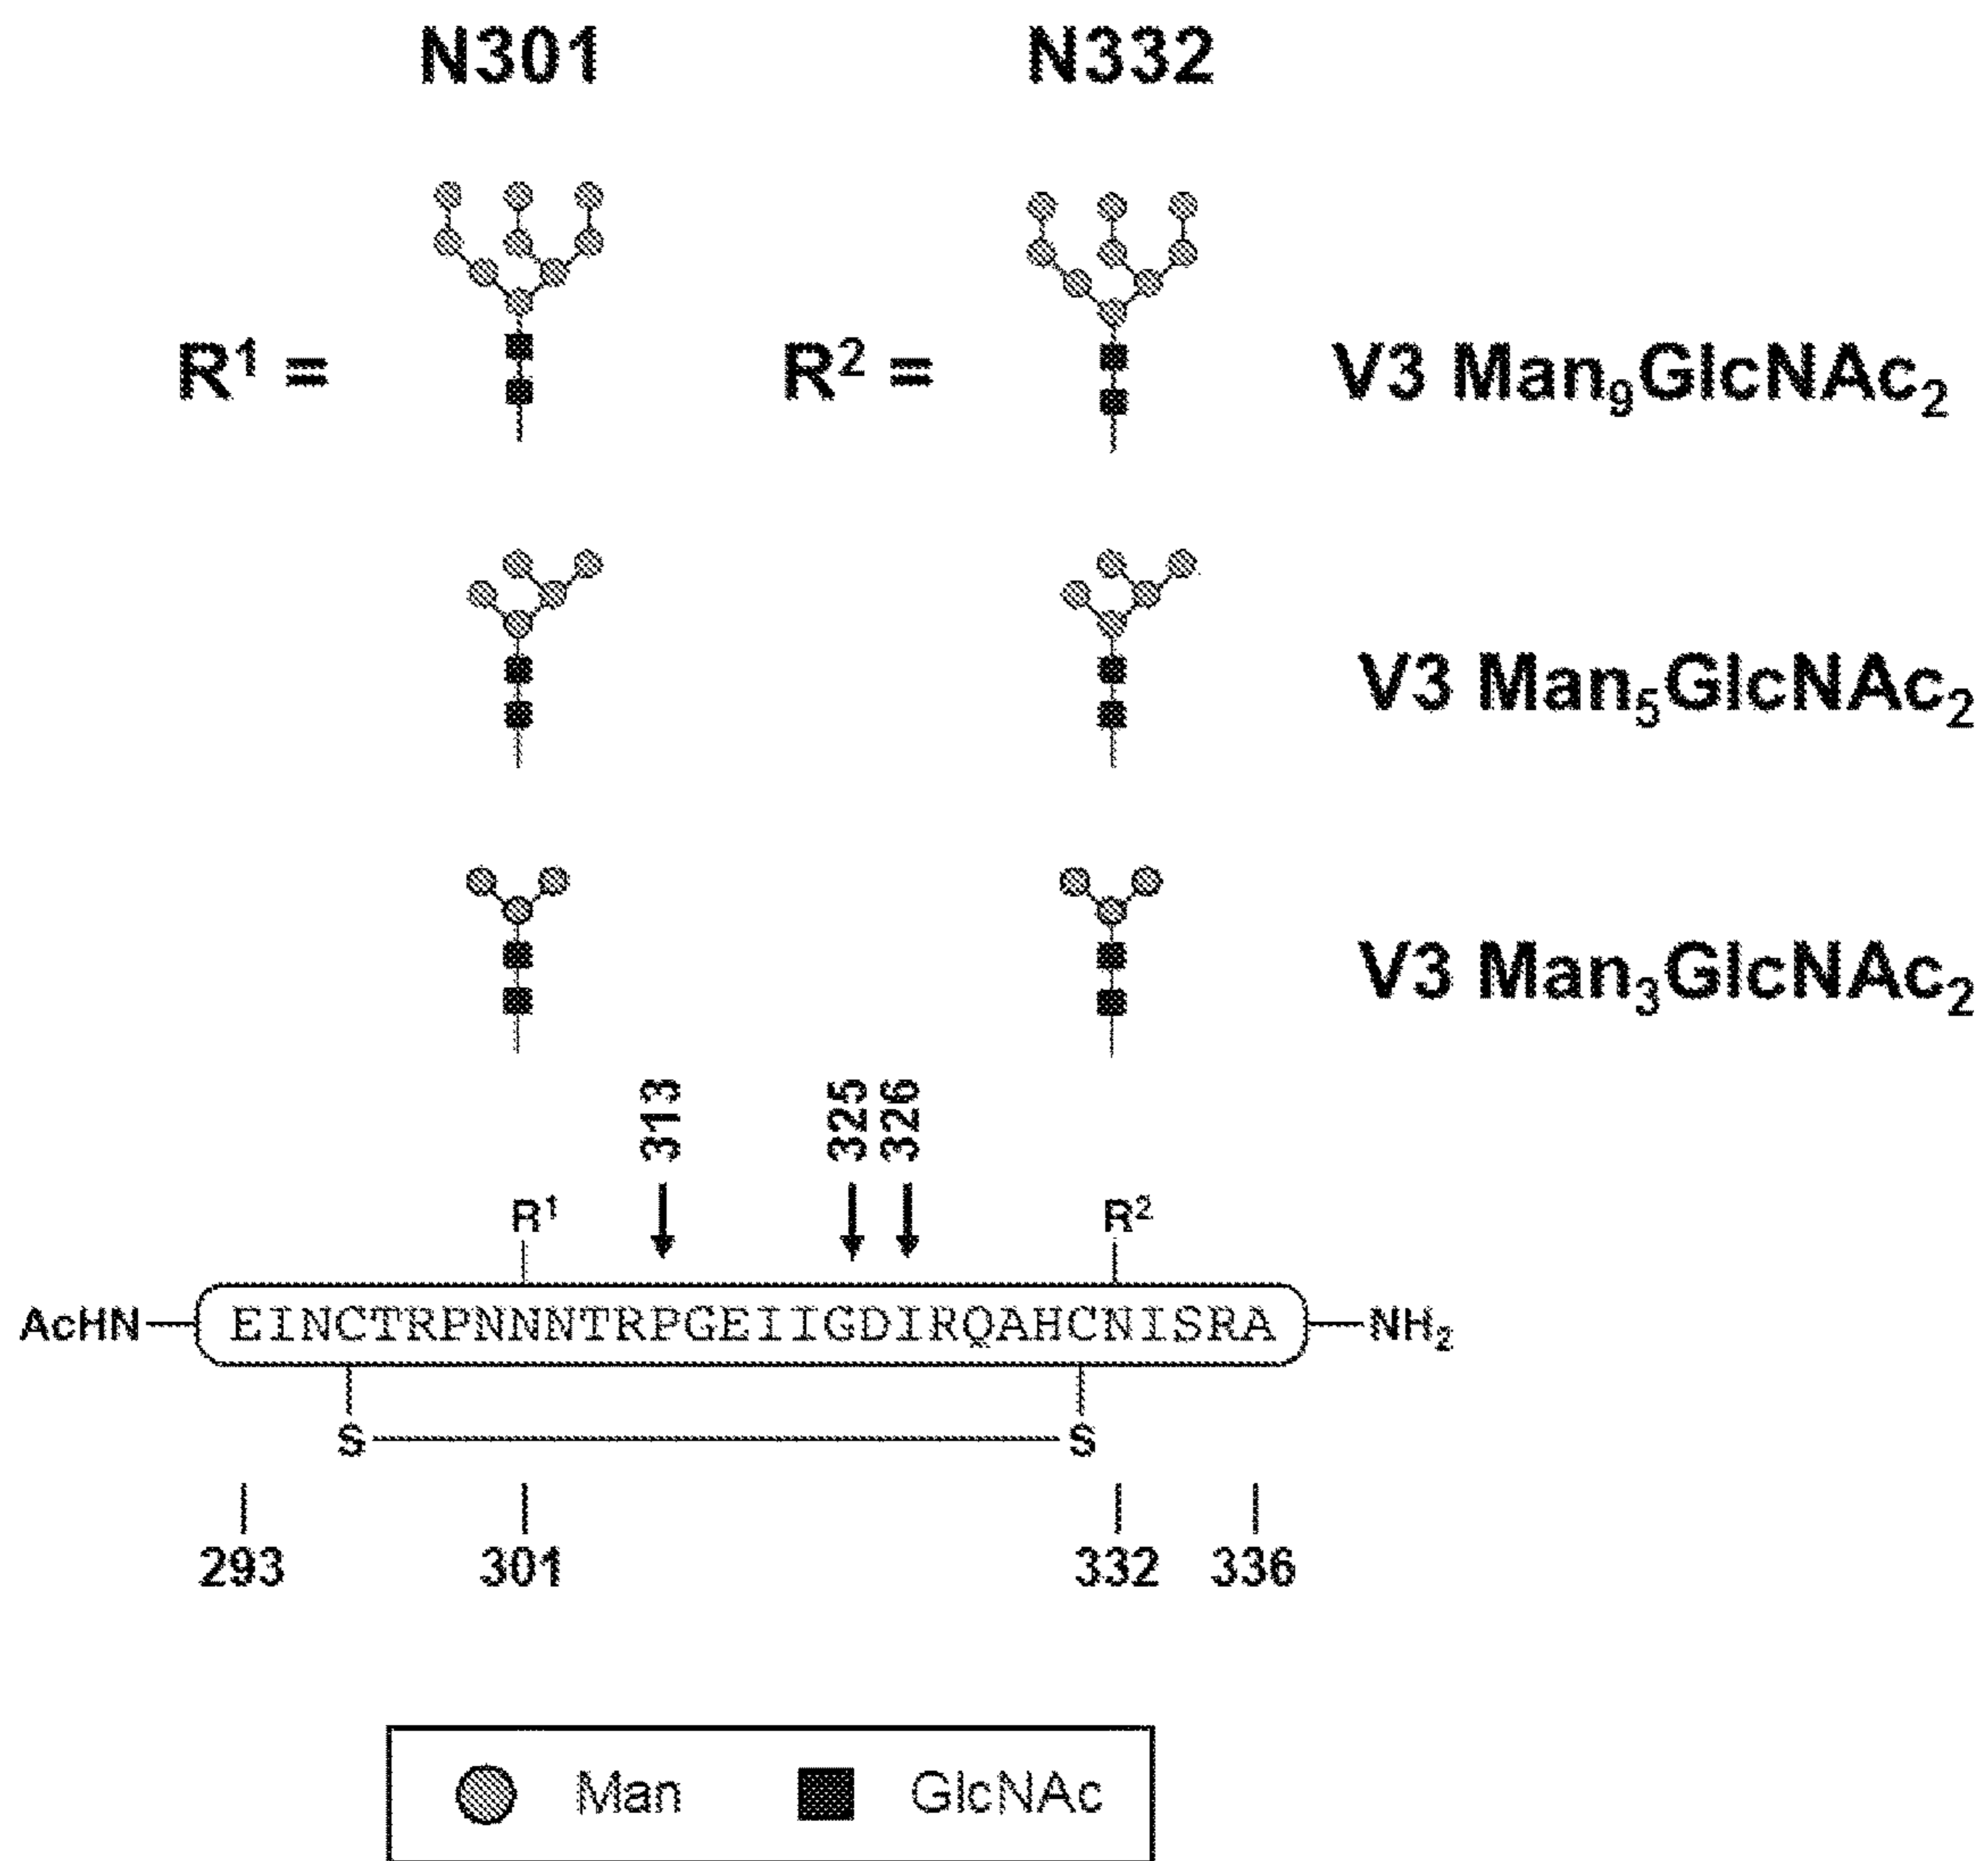 N301 N332
R¹ = R² = V3 Man₉GlcNAc₂
V3 Man₅GlcNAc₂
V3 Man₃GlcNAc₂
313 325 326
R¹ R²
AcHN EINCTRPNNNTRPGEIIGDIRQAHCNISRA NH₂
S S
293 301 332 336
Man GlcNAc